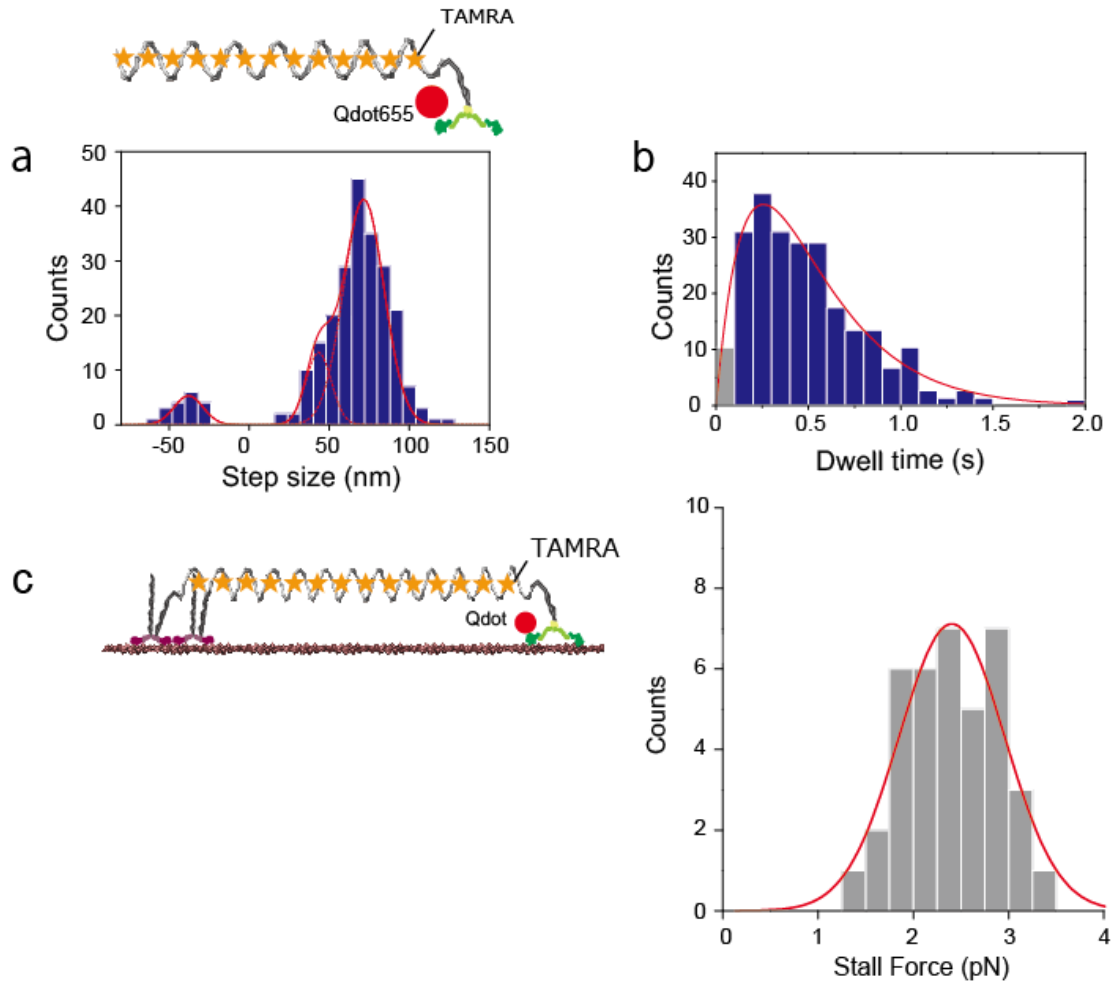 TAMRA
Qdot655
a
50
40
30
20
10
0
Counts
-50 0 50 100 150
Step size (nm)
b
40
30
20
10
0
Counts
0 0.5 1.0 1.5 2.0
Dwell time (s)
c
TAMRA
Qdot
10
8
6
4
2
0
Counts
0 1 2 3 4
Stall Force (pN)